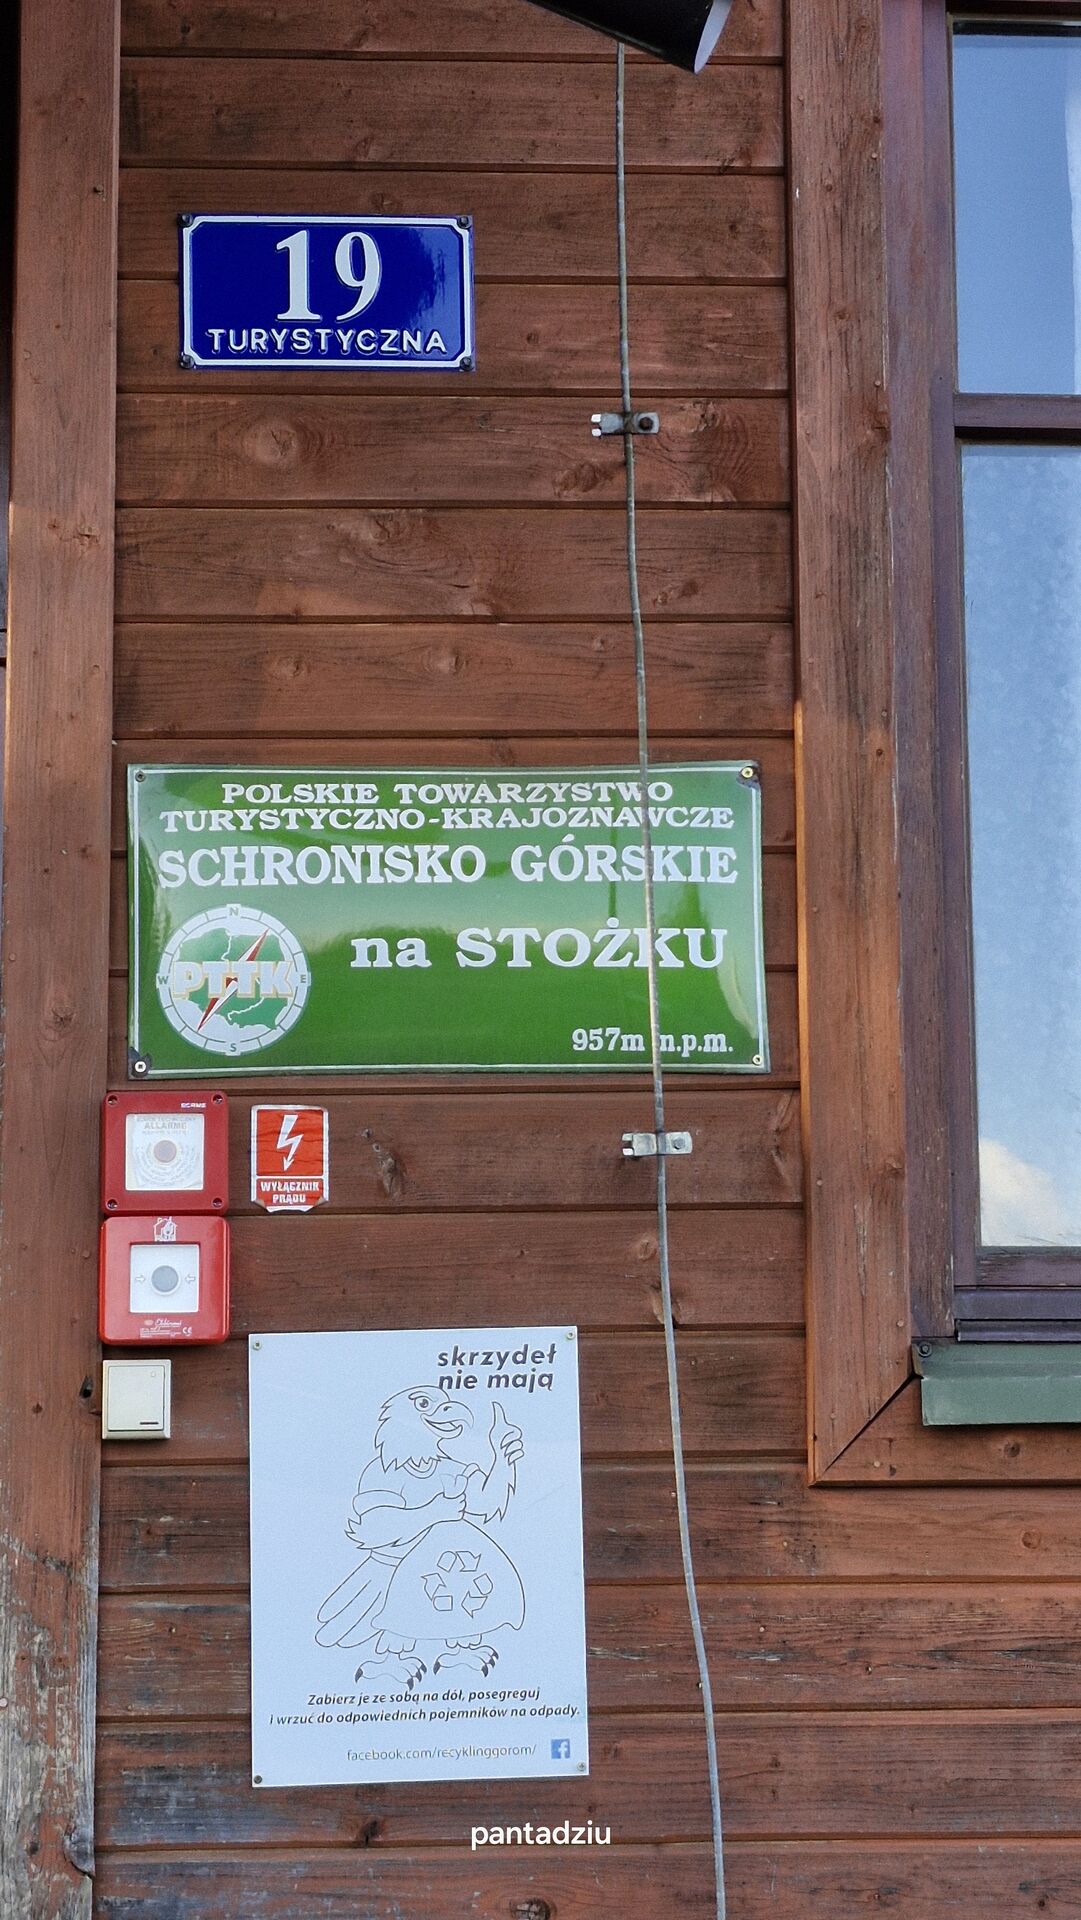 19
TURYSTYCZNA
POLSKIE TOWARZYSTWO
TURYSTYCZNO-KRAJOZNAWCZE
SCHRONISKO GÓRSKIE
na STOŻKU
N
W PTTK E
S
957m n.p.m.
ALLARME
WYŁĄCZNIK
PRĄDU
skrzydeł
nie mają
Zabierz je ze sobą na dół, posegreguj
i wrzuć do odpowiednich pojemników na odpady.
facebook.com/recyklinggorom/ f
pantadziu